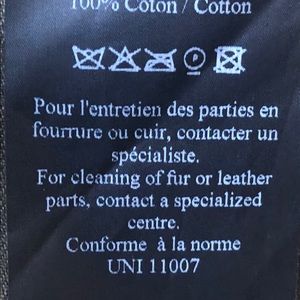 100% Coton / Cotton
P
Pour l'entretien des parties en
fourrure ou cuir, contacter un
spécialiste.
For cleaning of fur or leather
parts, contact a specialized
centre.
Conforme à la norme
UNI 11007